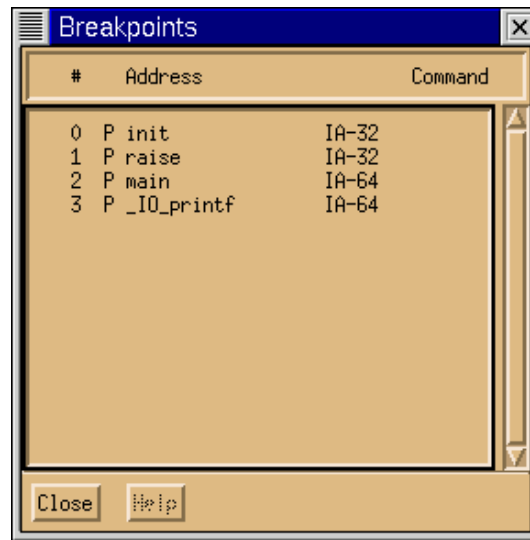 Breakpoints
# Address Command
0 P init IA-32
1 P raise IA-32
2 P main IA-64
3 P _IO_printf IA-64
Close Help